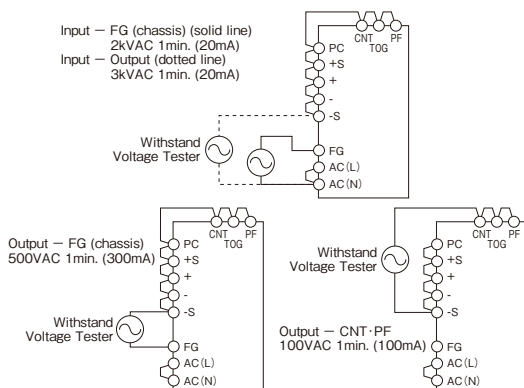 Input − FG (chassis) (solid line)
2kVAC 1min. (20mA)
Input − Output (dotted line)
3kVAC 1min. (20mA)
CNT
PF
TOG
PC
+S
+
-
-S
FG
AC(L)
AC(N)
Withstand
Voltage Tester
Output − FG (chassis)
500VAC 1min. (300mA)
Withstand
Voltage Tester
CNT
PF
TOG
PC
+S
+
-
-S
FG
AC(L)
AC(N)
Withstand
Voltage Tester
Output − CNT·PF
100VAC 1min. (100mA)
CNT
PF
TOG
PC
+S
+
-
-S
FG
AC(L)
AC(N)